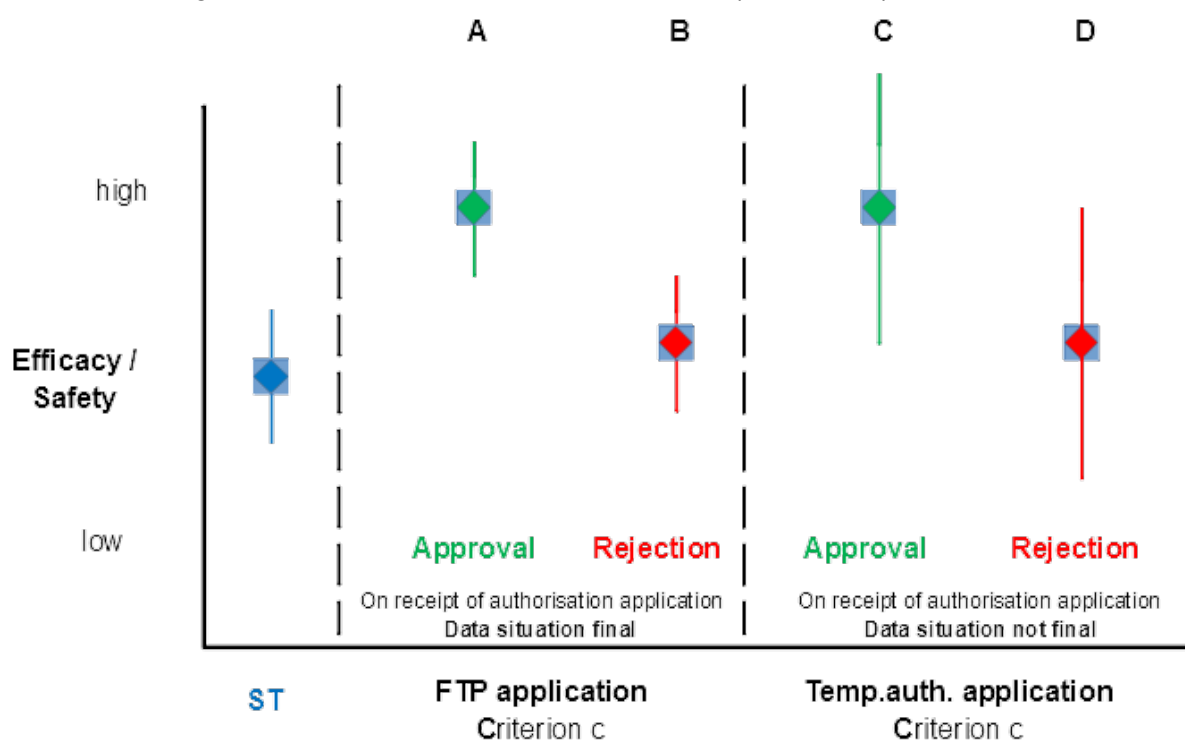 A B C D
high
Efficacy /
Safety
low
Approval Rejection Approval Rejection
On receipt of authorisation application On receipt of authorisation application
Data situation final Data situation not final
ST FTP application Temp.auth. application
Criterion c Criterion c